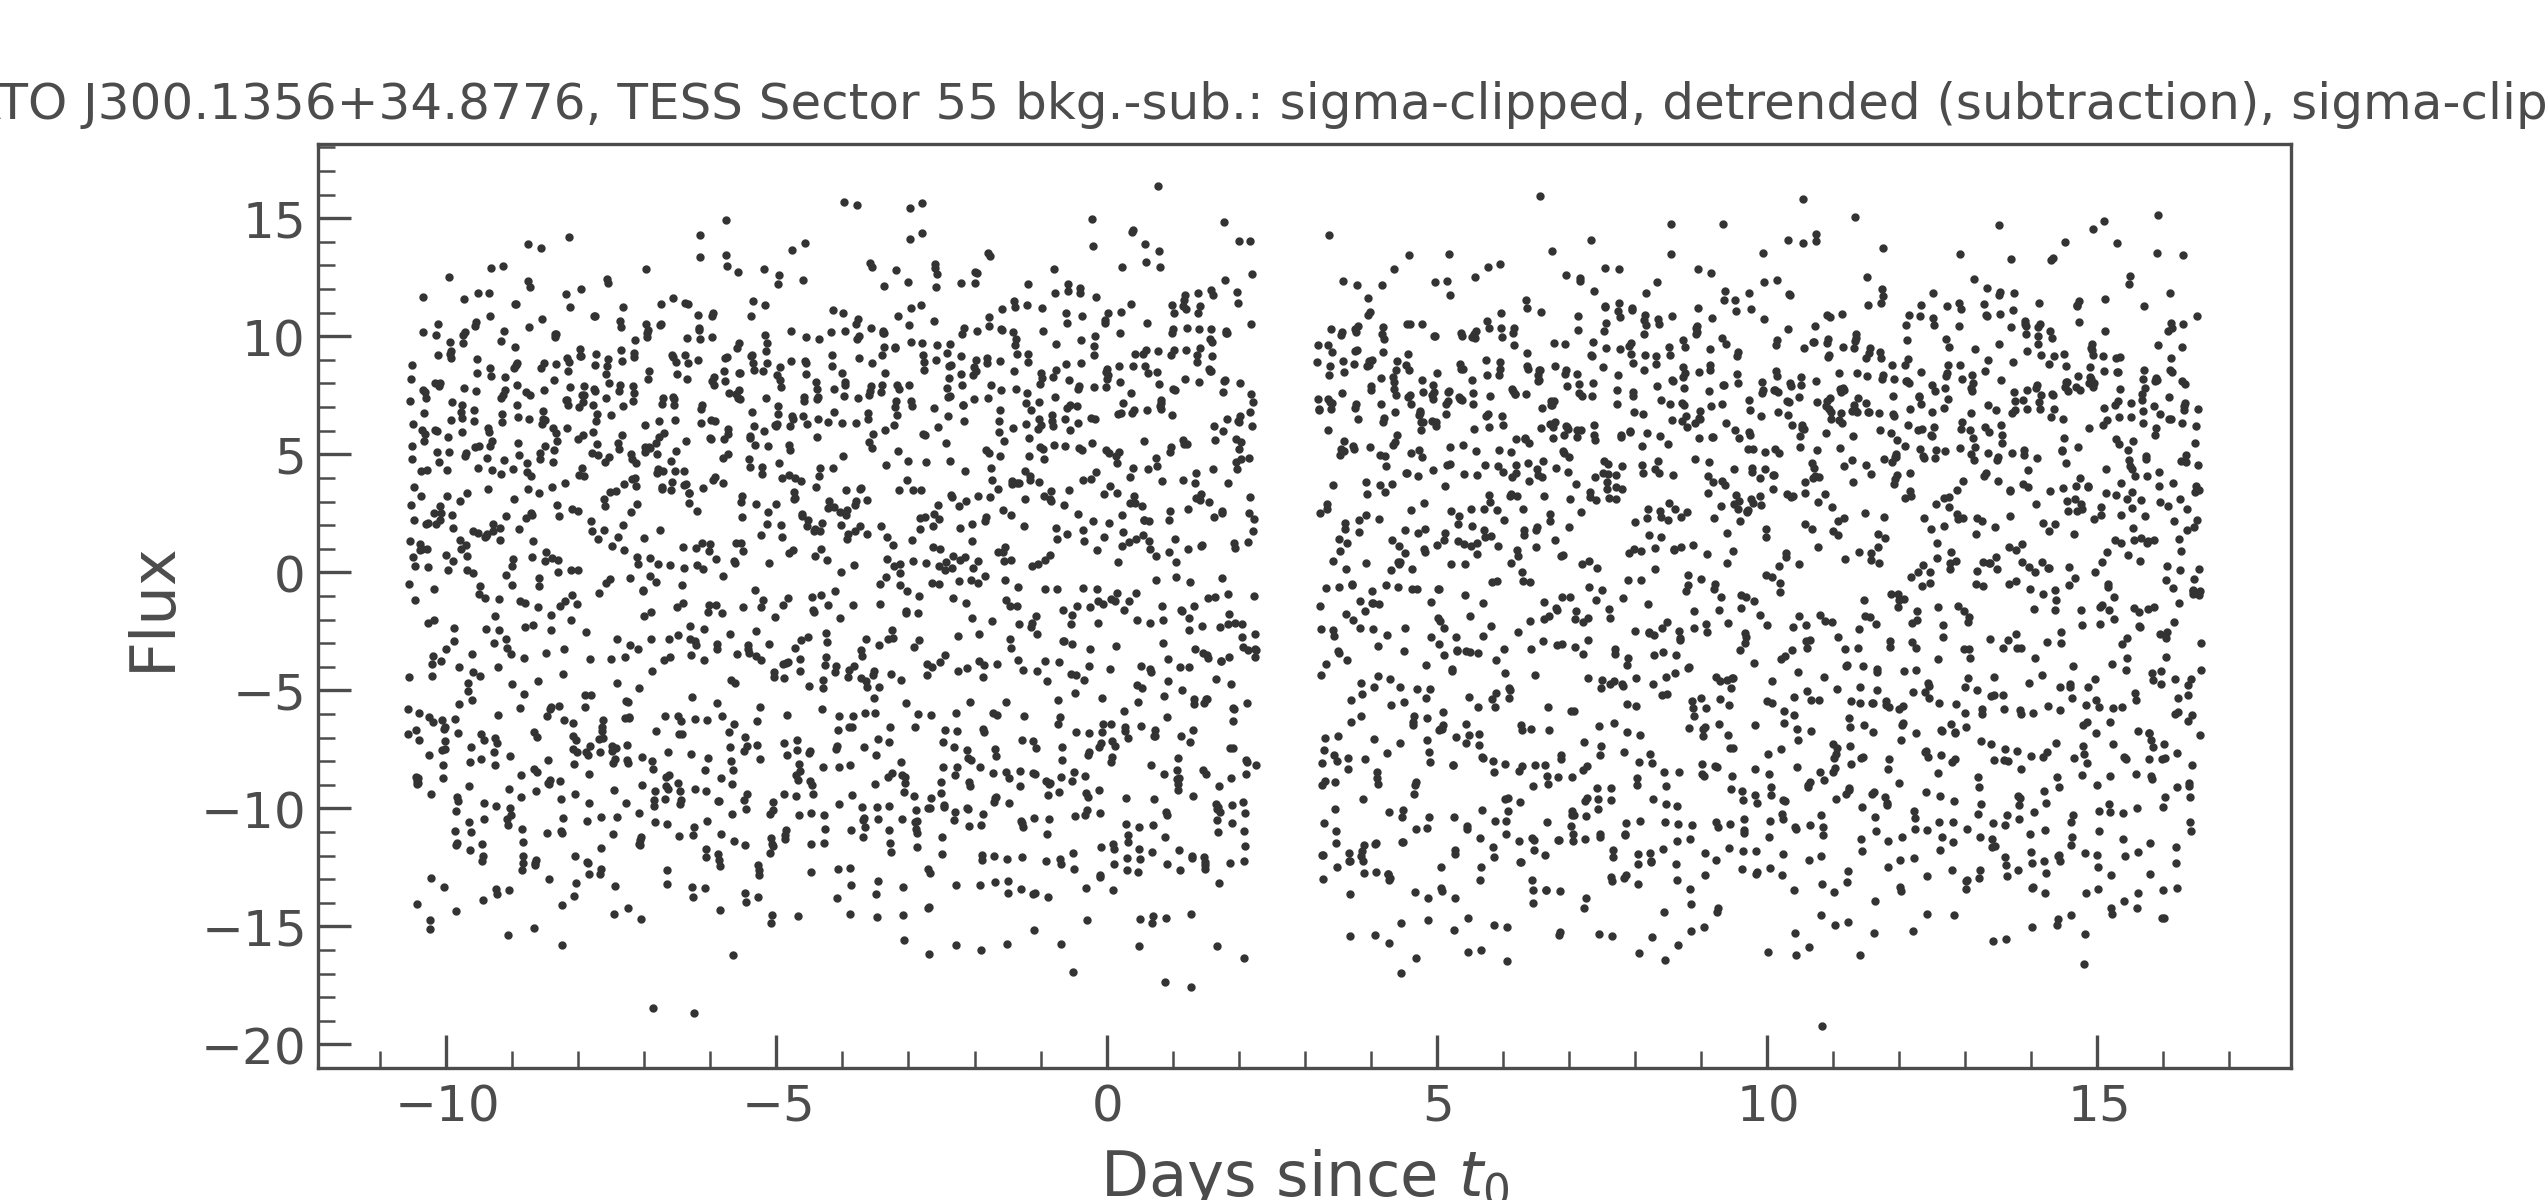 TO J300.1356+34.8776, TESS Sector 55 bkg.-sub.: sigma-clipped, detrended (subtraction), sigma-clip
Flux
15
10
5
0
−5
−10
−15
−20
−10 −5 0 5 10 15
Days since t0